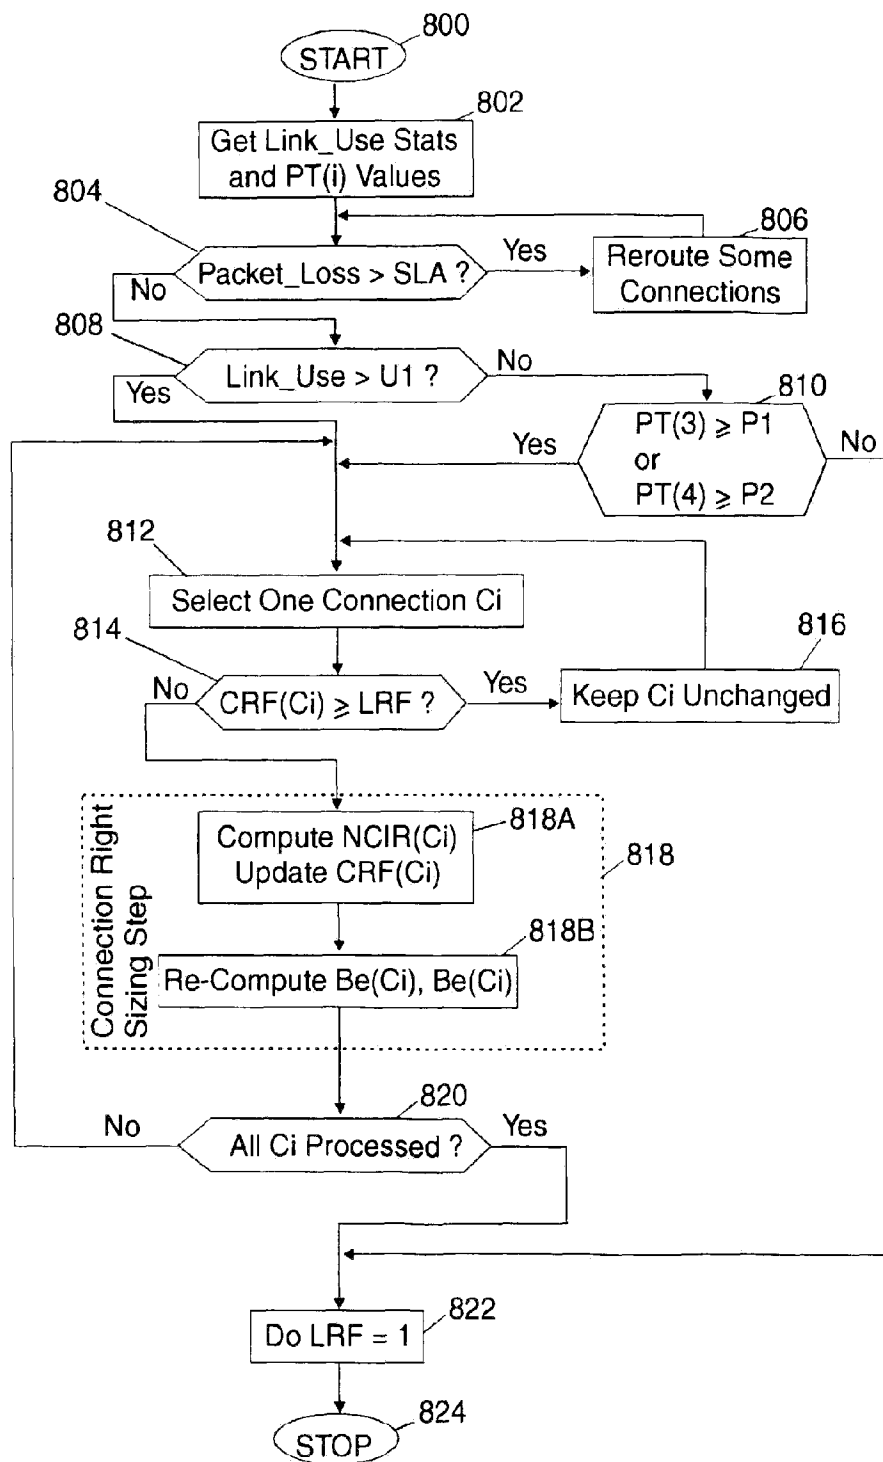 800
START
802
Get Link_Use Stats
and PT(i) Values
804
806
Packet_Loss > SLA ?
Yes
No
Reroute Some
Connections
808
Link_Use > U1 ?
No
Yes
810
PT(3) ⩾ P1
or
PT(4) ⩾ P2
Yes
No
812
Select One Connection Ci
814
816
CRF(Ci) ⩾ LRF ?
No
Yes
Keep Ci Unchanged
Connection Right
Sizing Step
Compute NCIR(Ci)
Update CRF(Ci)
818A
818
818B
Re-Compute Be(Ci), Be(Ci)
820
No
All Ci Processed ?
Yes
822
Do LRF = 1
824
STOP